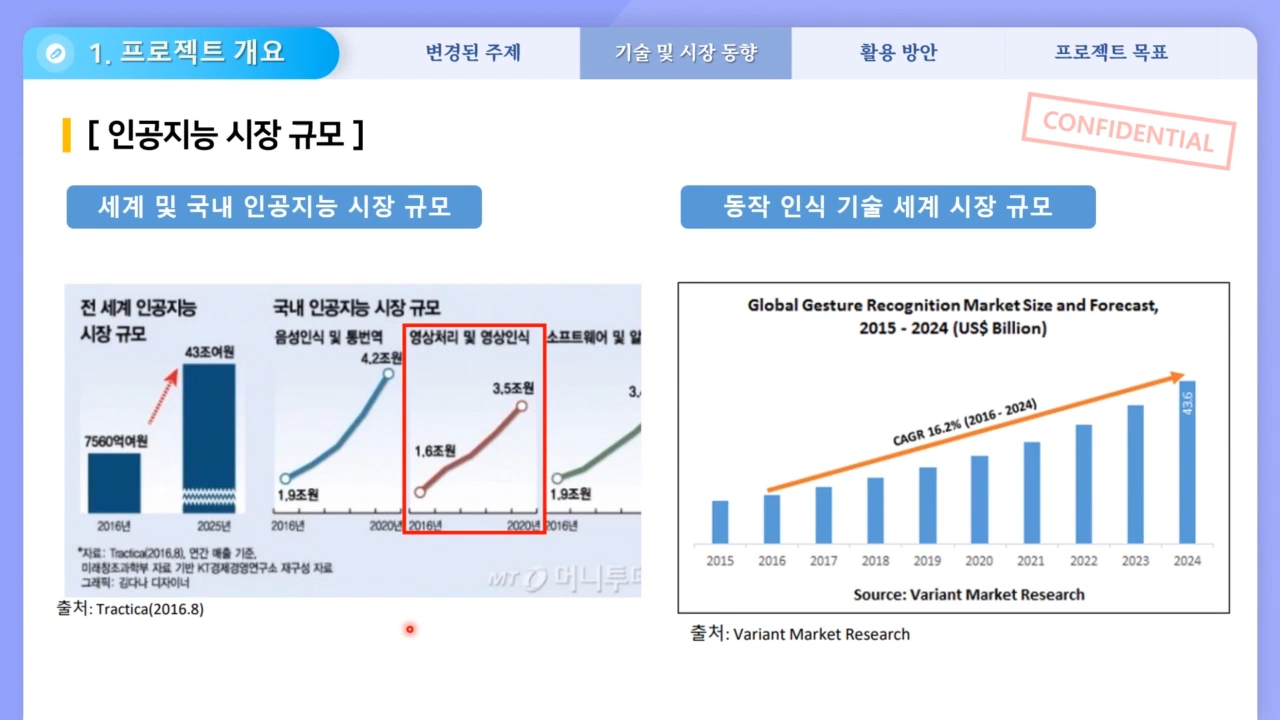 1. 프로젝트 개요
변경된 주제
기술 및 시장 동향
활용 방안
프로젝트 목표
[ 인공지능 시장 규모 ]
CONFIDENTIAL
세계 및 국내 인공지능 시장 규모
동작 인식 기술 세계 시장 규모
전 세계 인공지능
시장 규모
43조여원
7560억여원
2016년
2025년
국내 인공지능 시장 규모
음성인식 및 통번역
4.2조원
1.9조원
2016년
2020년
영상처리 및 영상인식
3.5조원
1.6조원
2016년
2020년
소프트웨어 및 알
3.
1.9조원
2016년
*자료: Tractica(2016.8), 연간 매출 기준,
미래창조과학부 자료 기반 KT경제경영연구소 재구성 자료
그래픽: 김다나 디자이너
MT 머니투데
출처: Tractica(2016.8)
Global Gesture Recognition Market Size and Forecast,
2015 - 2024 (US$ Billion)
CAGR 16.2% (2016 - 2024)
43.6
2015 2016 2017 2018 2019 2020 2021 2022 2023 2024
Source: Variant Market Research
출처: Variant Market Research